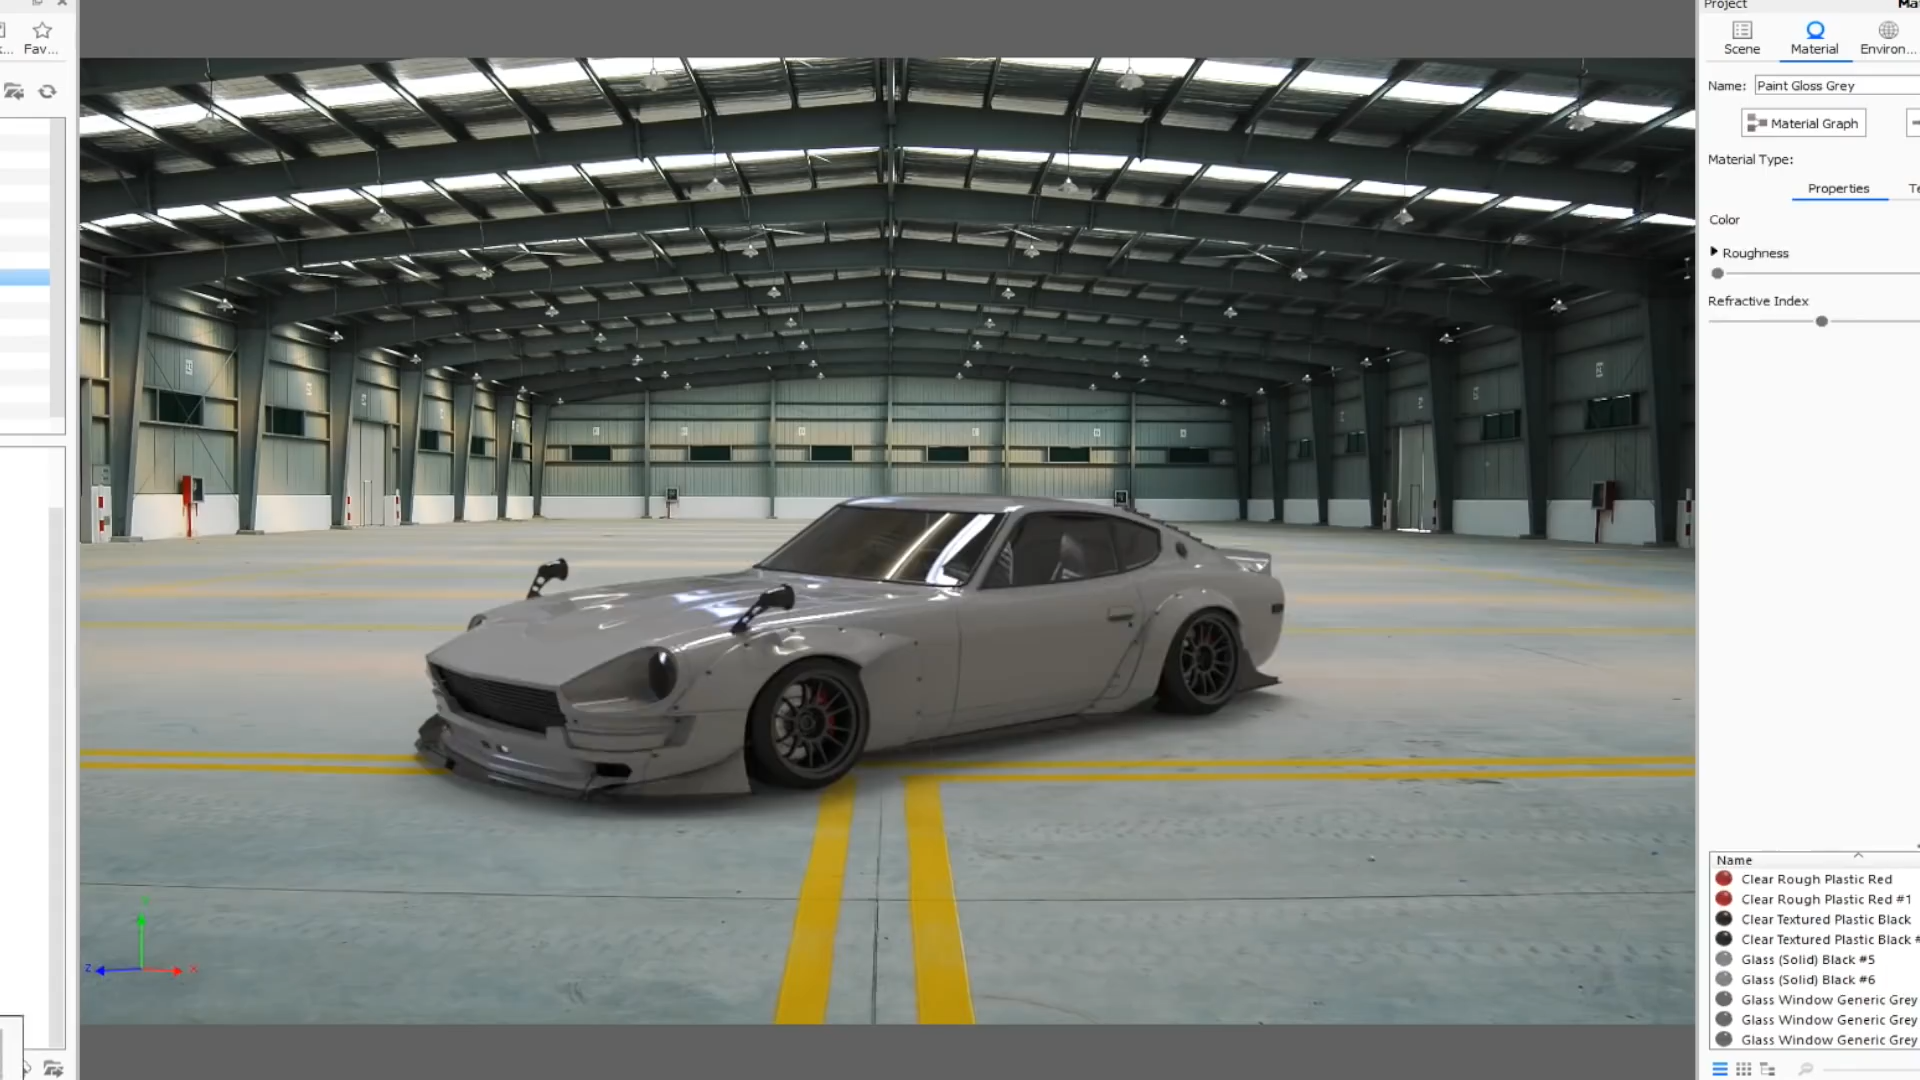 Fav...
Project
Scene
Material
Environ...
Name: Paint Gloss Grey
Material Graph
Material Type:
Properties
Color
Roughness
Refractive Index
Name
Clear Rough Plastic Red
Clear Rough Plastic Red #1
Clear Textured Plastic Black
Clear Textured Plastic Black #
Glass (Solid) Black #5
Glass (Solid) Black #6
Glass Window Generic Grey
Glass Window Generic Grey
Glass Window Generic Grey
Z
X